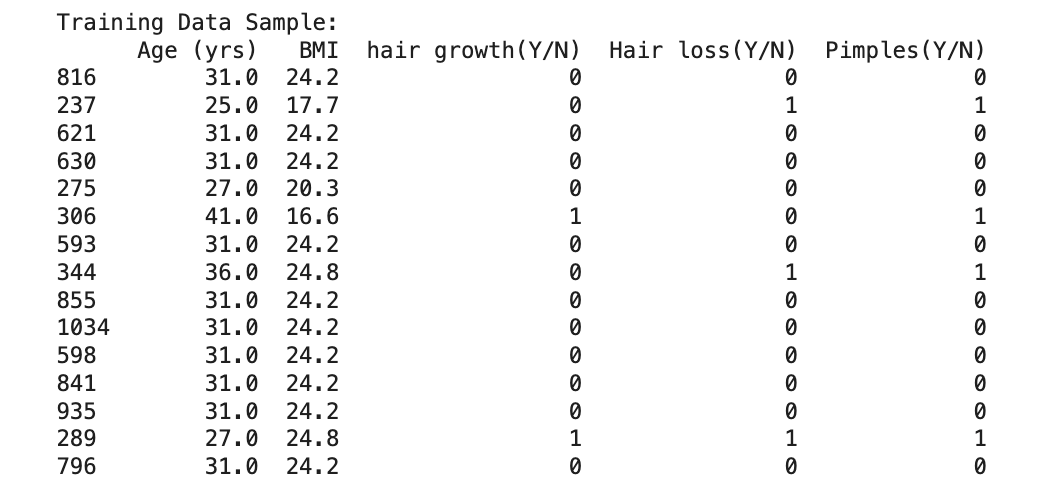 Training Data Sample:
Age (yrs) BMI hair growth(Y/N) Hair loss(Y/N) Pimples(Y/N)
816 31.0 24.2 0 0 0
237 25.0 17.7 0 1 1
621 31.0 24.2 0 0 0
630 31.0 24.2 0 0 0
275 27.0 20.3 0 0 0
306 41.0 16.6 1 0 1
593 31.0 24.2 0 0 0
344 36.0 24.8 0 1 1
855 31.0 24.2 0 0 0
1034 31.0 24.2 0 0 0
598 31.0 24.2 0 0 0
841 31.0 24.2 0 0 0
935 31.0 24.2 0 0 0
289 27.0 24.8 1 1 1
796 31.0 24.2 0 0 0